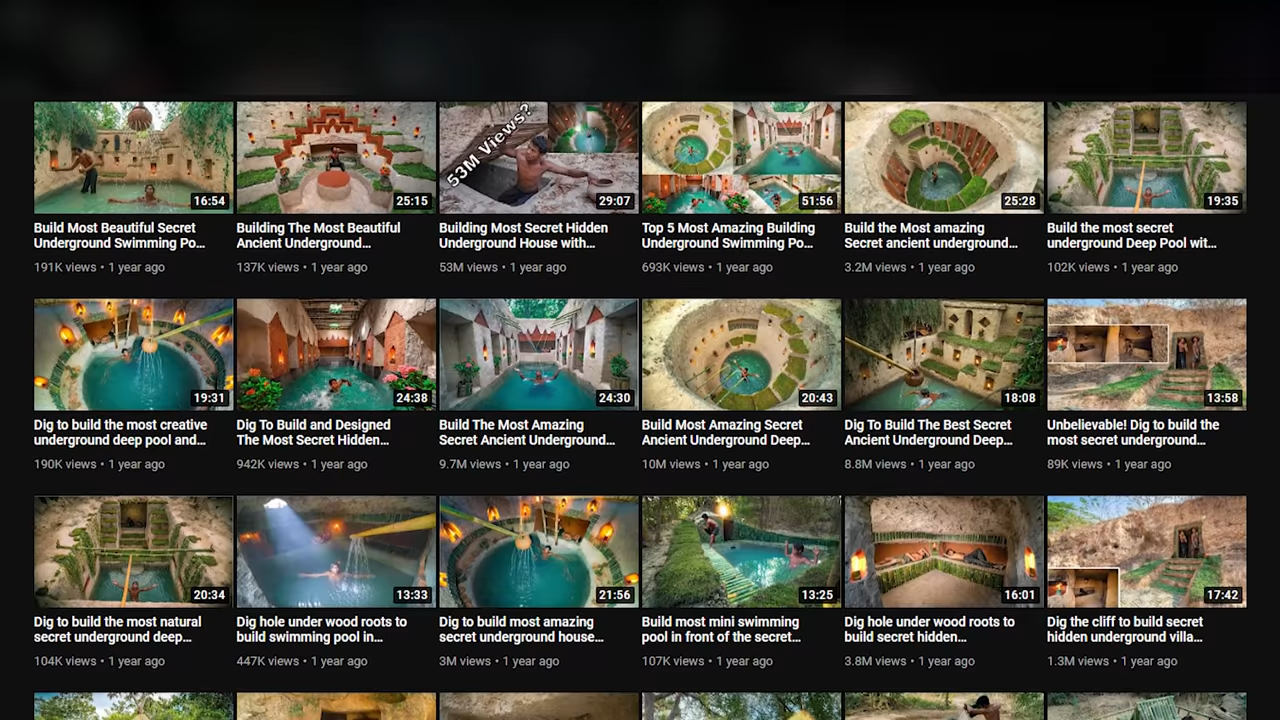 53M Views?
16:54
25:15
29:07
51:56
25:28
19:35
Build Most Beautiful Secret
Underground Swimming Po...
191K views • 1 year ago
Building The Most Beautiful
Ancient Underground...
137K views • 1 year ago
Building Most Secret Hidden
Underground House with...
53M views • 1 year ago
Top 5 Most Amazing Building
Underground Swimming Po...
693K views • 1 year ago
Build the Most amazing
Secret ancient underground...
3.2M views • 1 year ago
Build the most secret
underground Deep Pool wit...
102K views • 1 year ago
19:31
24:38
24:30
20:43
18:08
13:58
Dig to build the most creative
underground deep pool and...
190K views • 1 year ago
Dig To Build and Designed
The Most Secret Hidden...
942K views • 1 year ago
Build The Most Amazing
Secret Ancient Underground...
9.7M views • 1 year ago
Build Most Amazing Secret
Ancient Underground Deep...
10M views • 1 year ago
Dig To Build The Best Secret
Ancient Underground Deep...
8.8M views • 1 year ago
Unbelievable! Dig to build the
most secret underground...
89K views • 1 year ago
20:34
13:33
21:56
13:25
16:01
17:42
Dig to build the most natural
secret underground deep...
104K views • 1 year ago
Dig hole under wood roots to
build swimming pool in...
447K views • 1 year ago
Dig to build most amazing
secret underground house...
3M views • 1 year ago
Build most mini swimming
pool in front of the secret...
107K views • 1 year ago
Dig hole under wood roots to
build secret hidden...
3.8M views • 1 year ago
Dig the cliff to build secret
hidden underground villa...
1.3M views • 1 year ago